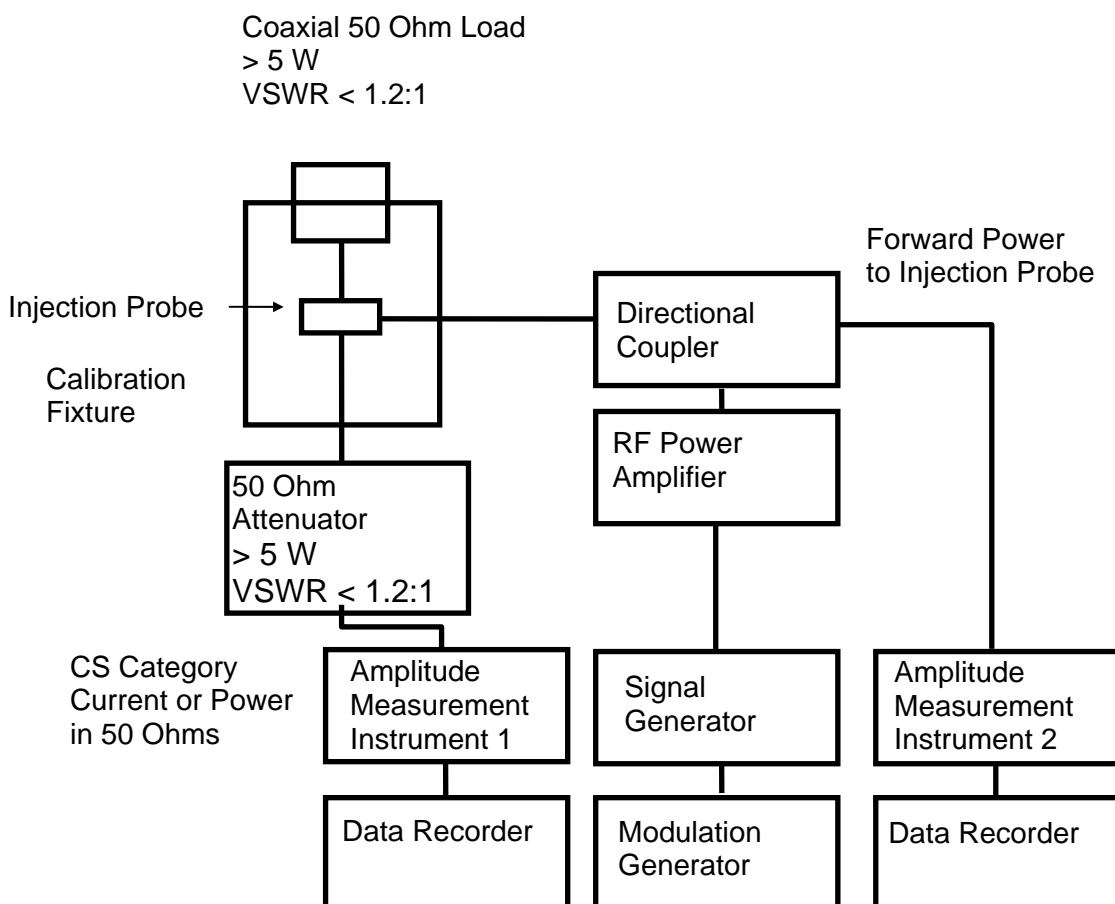 Coaxial 50 Ohm Load
> 5 W
VSWR < 1.2:1
Forward Power
to Injection Probe
Injection Probe
Directional
Coupler
Calibration
Fixture
RF Power
Amplifier
50 Ohm
Attenuator
> 5 W
VSWR < 1.2:1
CS Category
Current or Power
in 50 Ohms
Amplitude
Measurement
Instrument 1
Signal
Generator
Amplitude
Measurement
Instrument 2
Data Recorder
Modulation
Generator
Data Recorder